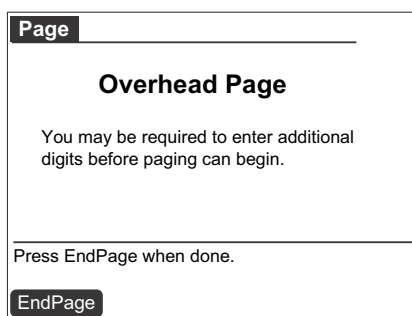 Page
Overhead Page
You may be required to enter additional
digits before paging can begin.
Press EndPage when done.
EndPage